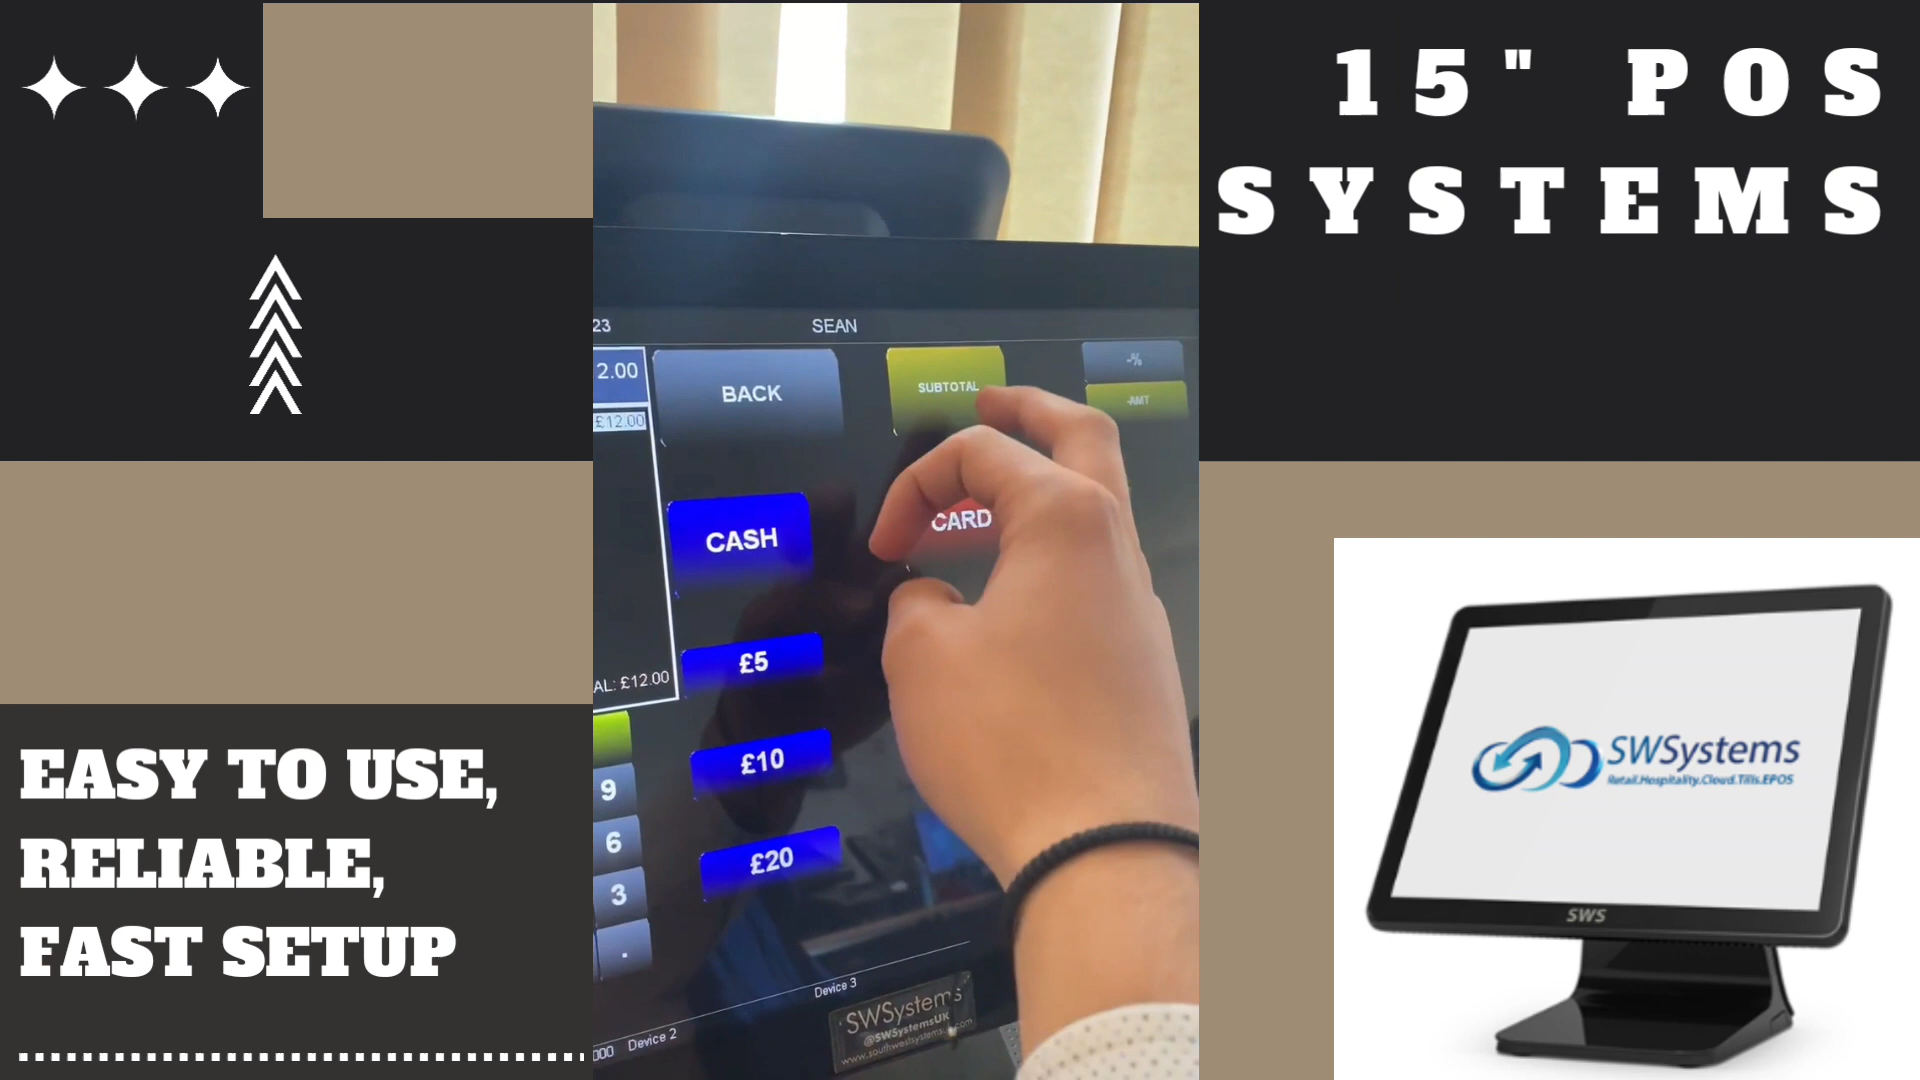 15" POS
SYSTEMS
23
SEAN
2.00
BACK
SUBTOTAL
-%
-AMT
£12.00
CASH
CARD
£5
AL: £12.00
£10
9
6
£20
3
.
Device 3
000 Device 2
SWSystems
@SWSystemsUK
EASY TO USE,
RELIABLE,
FAST SETUP
SWSystems
Retail.Hospitality.Cloud.Tills.EPOS
SWS